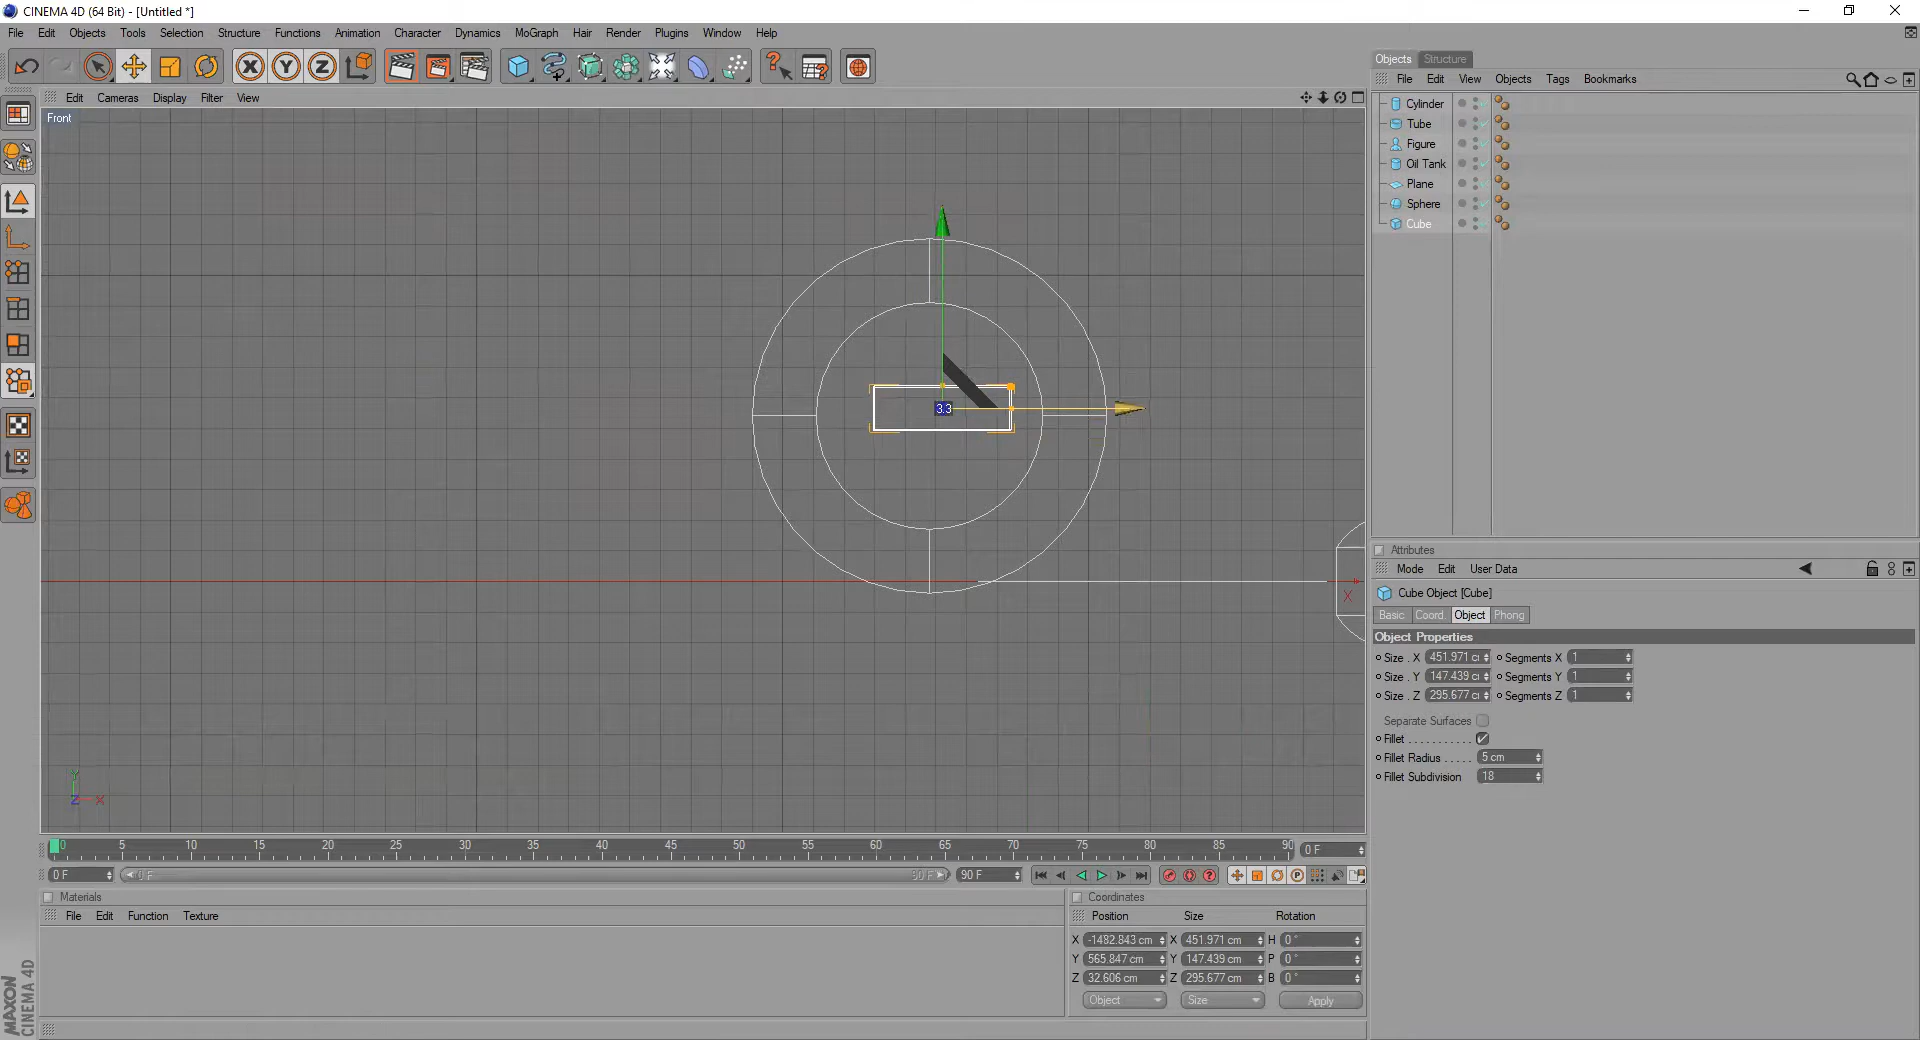 CINEMA 4D (64 Bit) - [Untitled *]
File Edit Objects Tools Selection Structure Functions Animation Character Dynamics MoGraph Hair Render Plugins Window Help
Objects Structure
File Edit View Objects Tags Bookmarks
Edit Cameras Display Filter View
Front
Cylinder
Tube
Figure
Oil Tank
Plane
Sphere
Cube
3.3
X
Y
Z X
Attributes
Mode Edit User Data
Cube Object [Cube]
Basic Coord. Object Phong
Object Properties
Size . X 451.971 c Segments X 1
Size . Y 147.439 c Segments Y 1
Size . Z 295.677 c Segments Z 1
Separate Surfaces
Fillet . . . . . . . . . . .
Fillet Radius . . . . . 5 cm
Fillet Subdivision 18
0 5 10 15 20 25 30 35 40 45 50 55 60 65 70 75 80 85 90 0 F
0 F 0 F 90 F 90 F
Materials
File Edit Function Texture
Coordinates
Position Size Rotation
X -1482.843 cm X 451.971 cm H 0 °
Y 565.847 cm Y 147.439 cm P 0 °
Z 32.606 cm Z 295.677 cm B 0 °
Object Size Apply
MAXON
CINEMA 4D